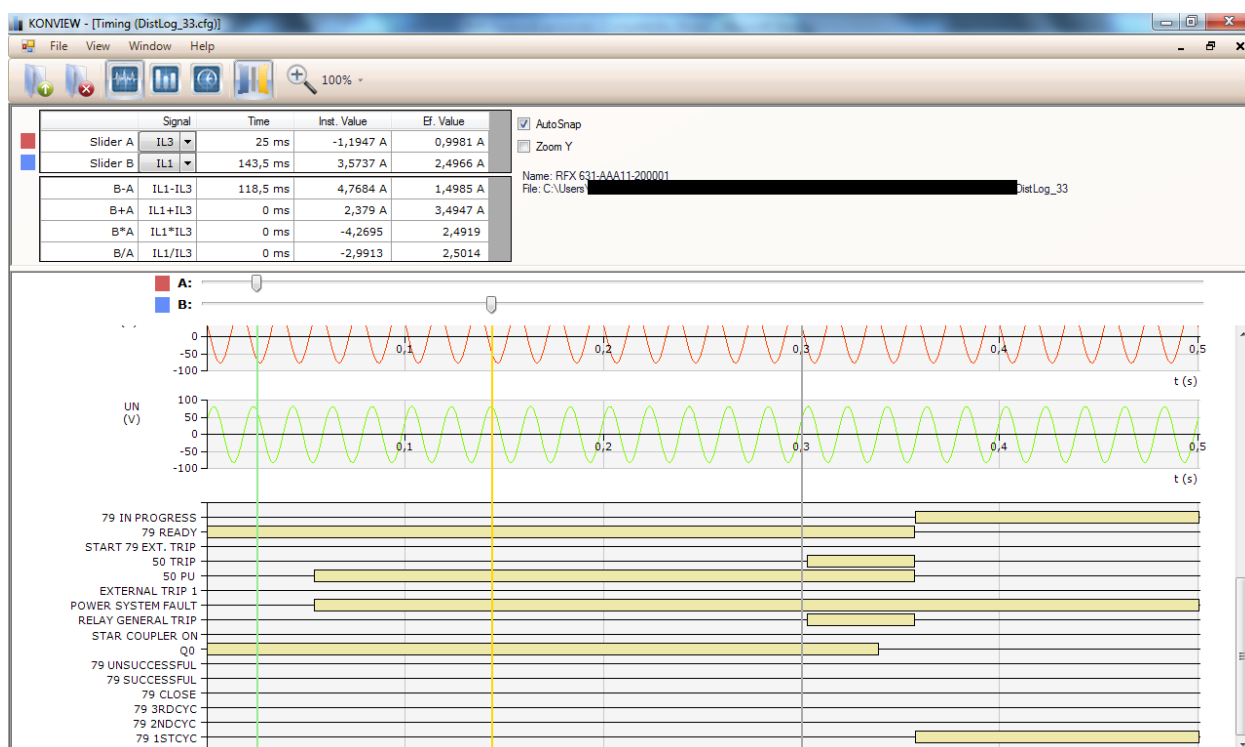 KONVIEW - [Timing (DistLog_33.cfg)]
File View Window Help
100%
Signal Time Inst. Value Ef. Value
Slider A IL3 25 ms -1,1947 A 0,9981 A
Slider B IL1 143,5 ms 3,5737 A 2,4966 A
B-A IL1-IL3 118,5 ms 4,7684 A 1,4985 A
B+A IL1+IL3 0 ms 2,379 A 3,4947 A
B*A IL1*IL3 0 ms -4,2695 2,4919
B/A IL1/IL3 0 ms -2,9913 2,5014
AutoSnap
Zoom Y
Name: RFX 631-AAA11-200001
File: C:\Users\ DistLog_33
A:
B:
0
-50
-100
0,1 0,2 0,3 0,4 0,5
t (s)
UN
(V)
100
50
0
-50
-100
0,1 0,2 0,3 0,4 0,5
t (s)
79 IN PROGRESS
79 READY
START 79 EXT. TRIP
50 TRIP
50 PU
EXTERNAL TRIP 1
POWER SYSTEM FAULT
RELAY GENERAL TRIP
STAR COUPLER ON
Q0
79 UNSUCCESSFUL
79 SUCCESSFUL
79 CLOSE
79 3RDCYC
79 2NDCYC
79 1STCYC